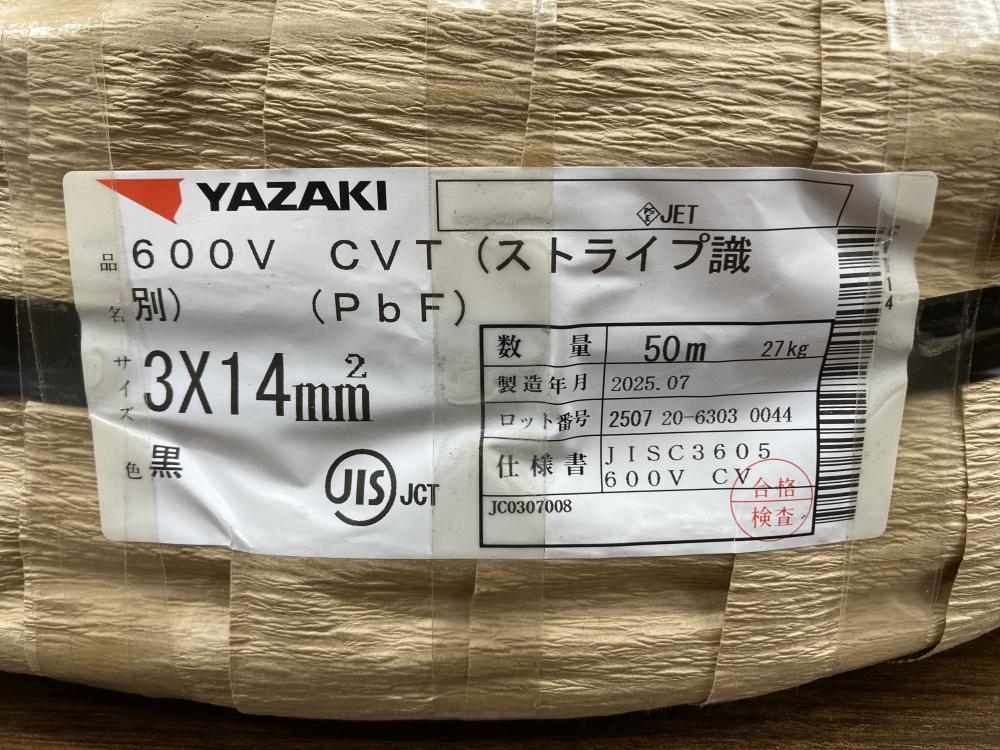 YAZAKI
PSE JET
品名 600V CVT(ストライプ識
別) (PbF)
サイズ 3X14mm²
色 黒
JIS JCT
数量 50m 27kg
製造年月 2025.07
ロット番号 2507 20-6303 0044
仕様書 JISC3605
600V CV
JC0307008
合格
検査